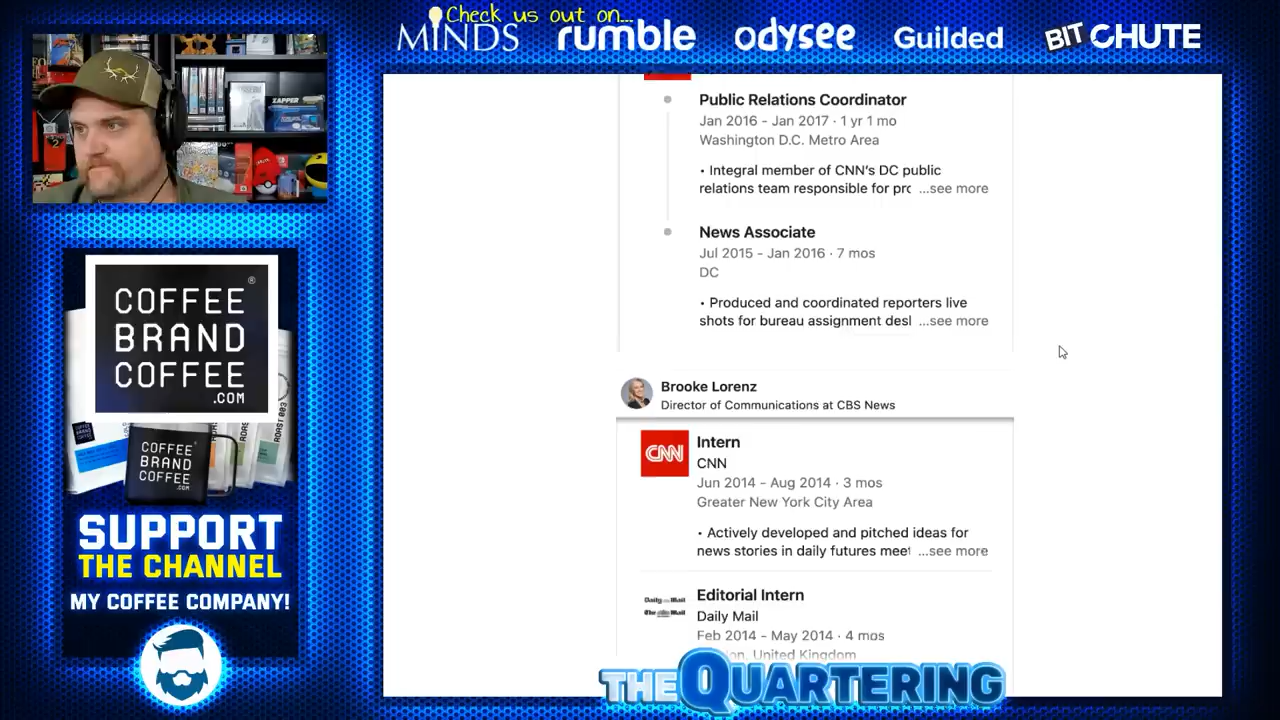 Check us out on...
MINDS rumble odysee Guilded BITCHUTE
Public Relations Coordinator
Jan 2016 - Jan 2017 · 1 yr 1 mo
Washington D.C. Metro Area
• Integral member of CNN's DC public
relations team responsible for prc ...see more
News Associate
Jul 2015 - Jan 2016 · 7 mos
DC
• Produced and coordinated reporters live
shots for bureau assignment desl ...see more
Brooke Lorenz
Director of Communications at CBS News
CNN
Intern
CNN
Jun 2014 - Aug 2014 · 3 mos
Greater New York City Area
• Actively developed and pitched ideas for
news stories in daily futures meet ...see more
Editorial Intern
Daily Mail
Feb 2014 - May 2014 · 4 mos
United Kingdom
THE QUARTERING
ZAPPER
COFFEE
BRAND
COFFEE
.COM
®
COFFEE
BRAND
COFFEE
.COM
SUPPORT
THE CHANNEL
MY COFFEE COMPANY!